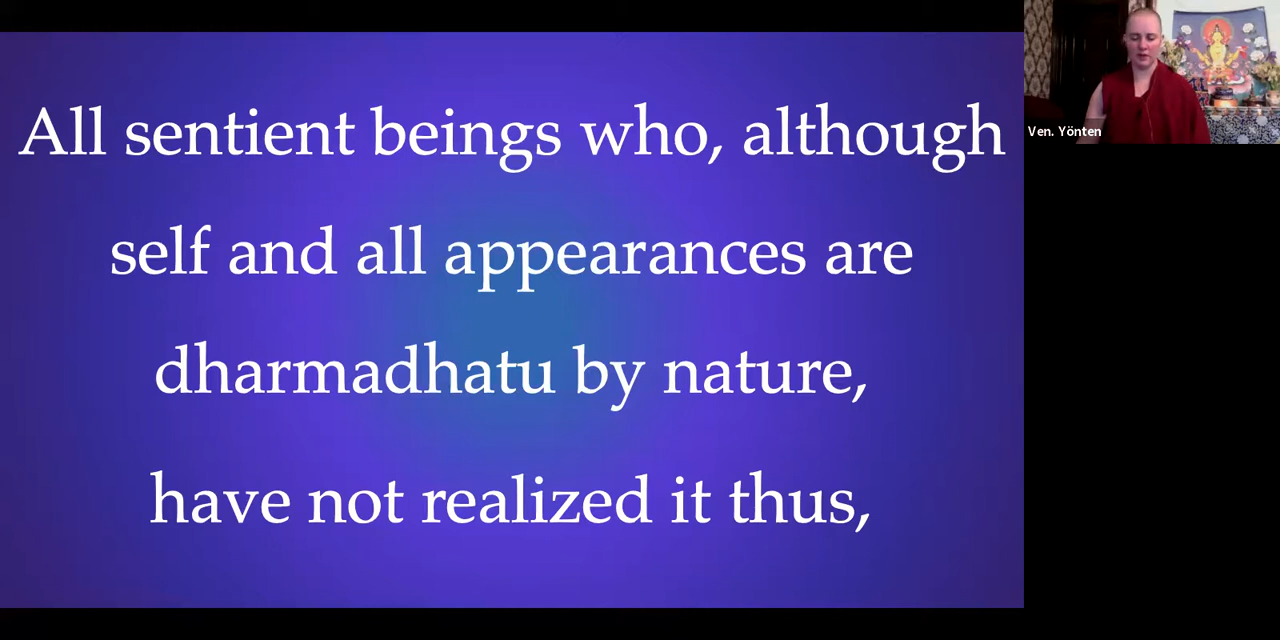 All sentient beings who, although
self and all appearances are
dharmadhatu by nature,
have not realized it thus,
Ven. Yönten